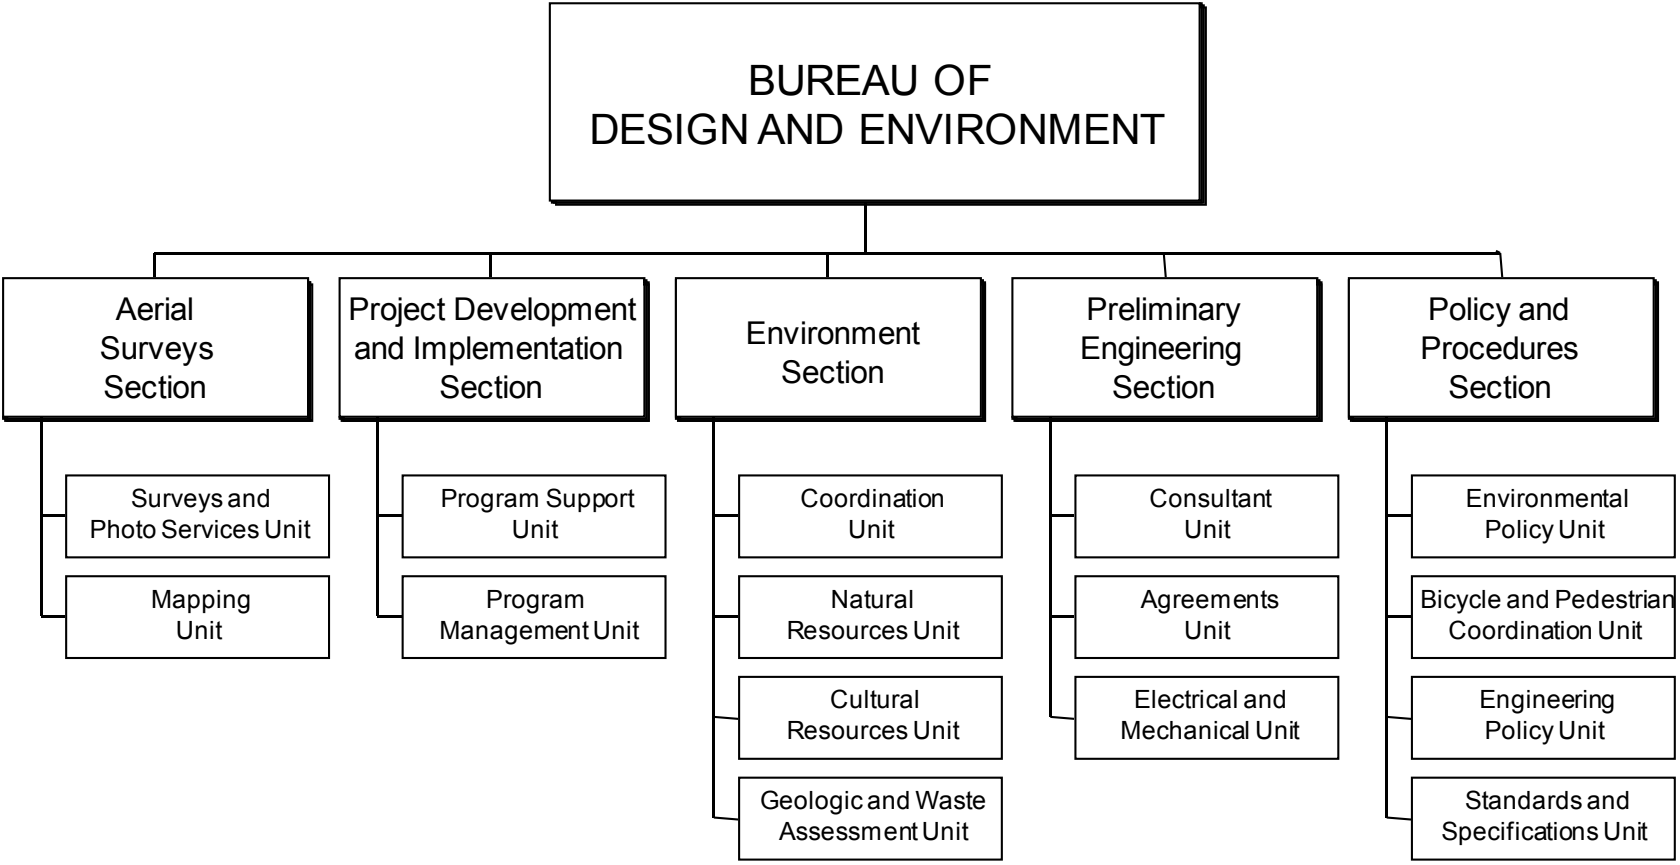 BUREAU OF
DESIGN AND ENVIRONMENT
Aerial
Surveys
Section
Project Development
and Implementation
Section
Environment
Section
Preliminary
Engineering
Section
Policy and
Procedures
Section
Surveys and
Photo Services Unit
Mapping
Unit
Program Support
Unit
Program
Management Unit
Coordination
Unit
Natural
Resources Unit
Cultural
Resources Unit
Geologic and Waste
Assessment Unit
Consultant
Unit
Agreements
Unit
Electrical and
Mechanical Unit
Environmental
Policy Unit
Bicycle and Pedestrian
Coordination Unit
Engineering
Policy Unit
Standards and
Specifications Unit